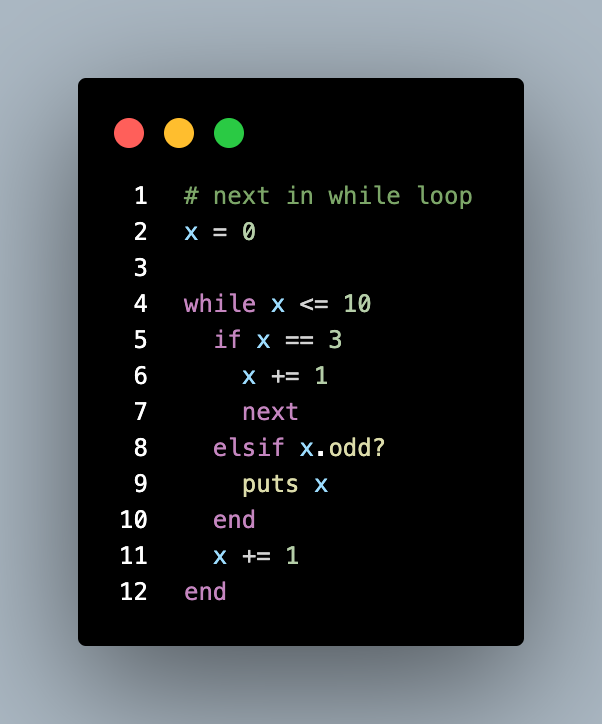 1 # next in while loop
2 x = 0
3
4 while x <= 10
5   if x == 3
6     x += 1
7     next
8   elsif x.odd?
9     puts x
10   end
11   x += 1
12 end